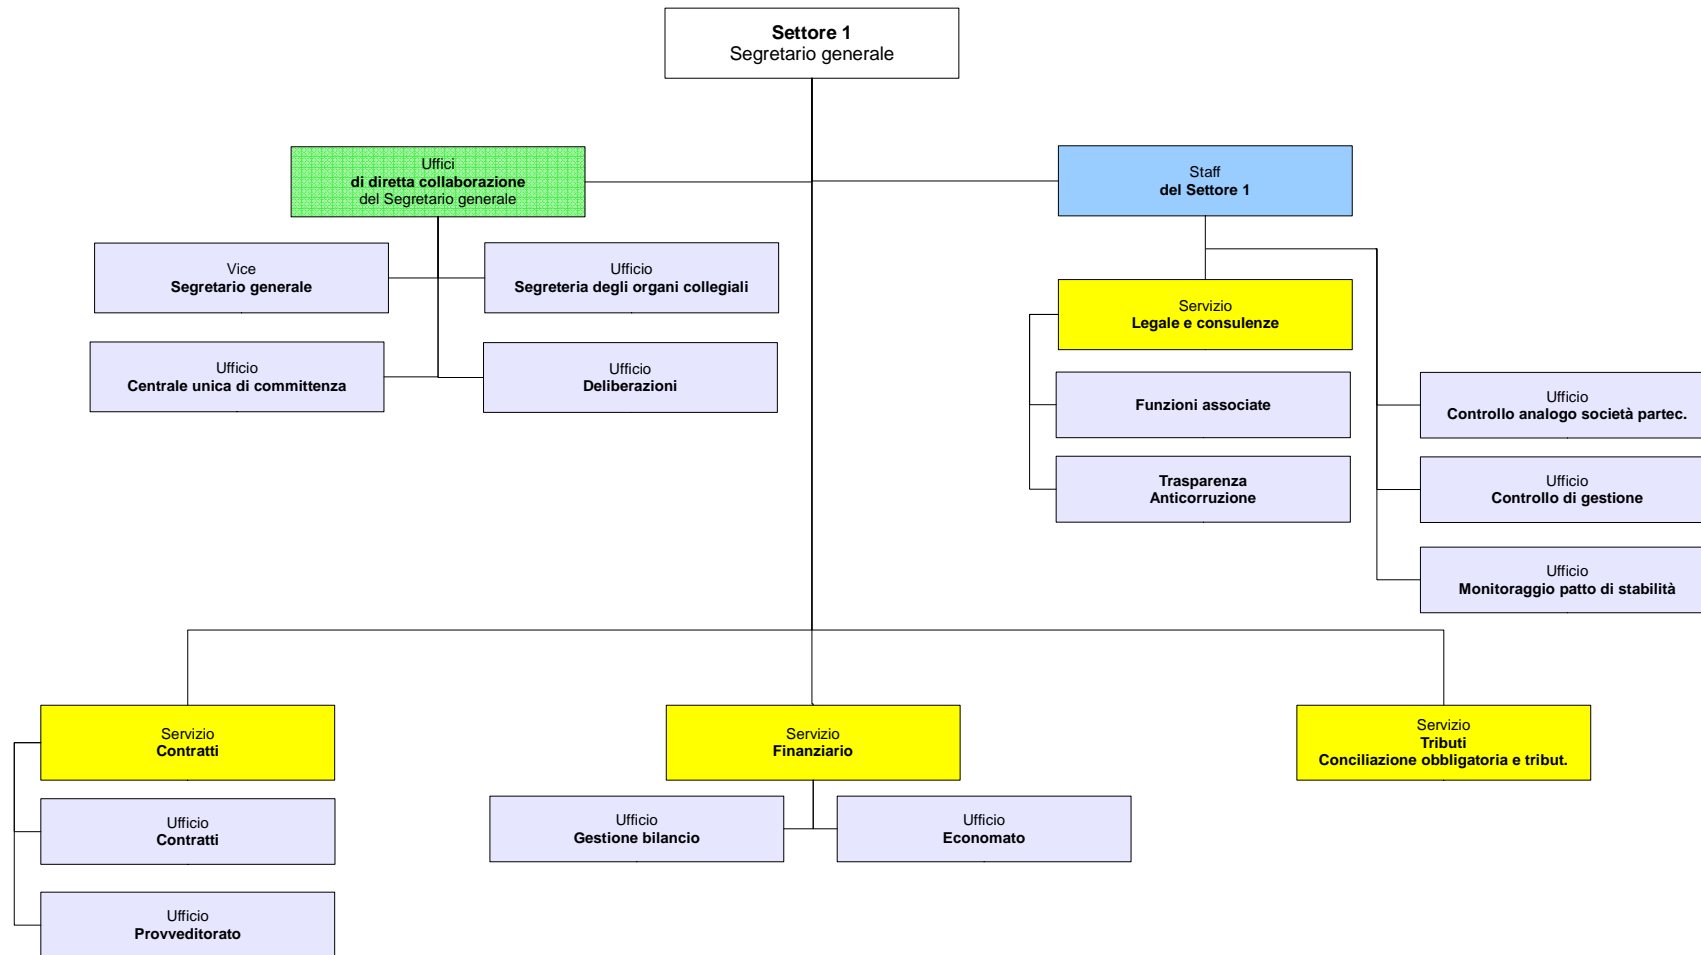 Settore 1
Segretario generale
Uffici
di diretta collaborazione
del Segretario generale
Staff
del Settore 1
Vice
Segretario generale
Ufficio
Segreteria degli organi collegiali
Ufficio
Centrale unica di committenza
Ufficio
Deliberazioni
Servizio
Legale e consulenze
Funzioni associate
Trasparenza
Anticorruzione
Ufficio
Controllo analogo società partec.
Ufficio
Controllo di gestione
Ufficio
Monitoraggio patto di stabilità
Servizio
Contratti
Ufficio
Contratti
Ufficio
Provveditorato
Servizio
Finanziario
Ufficio
Gestione bilancio
Ufficio
Economato
Servizio
Tributi
Conciliazione obbligatoria e tribut.